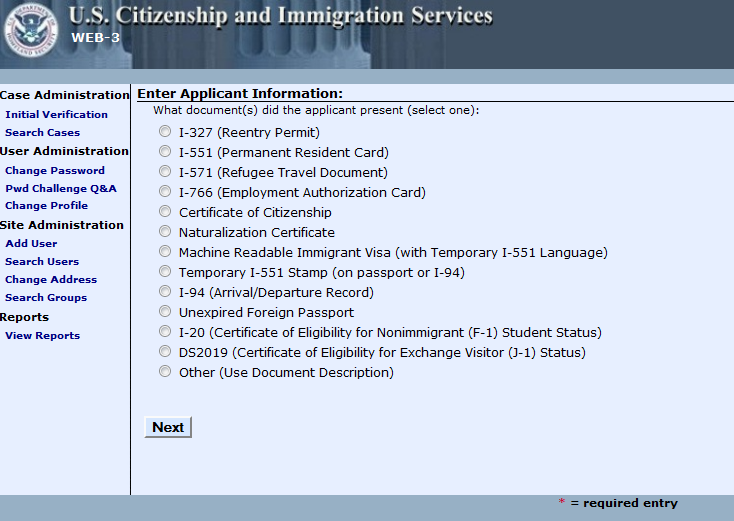 U.S. Citizenship and Immigration Services
WEB-3
Case Administration
Initial Verification
Search Cases
User Administration
Change Password
Pwd Challenge Q&A
Change Profile
Site Administration
Add User
Search Users
Change Address
Search Groups
Reports
View Reports
Enter Applicant Information:
What document(s) did the applicant present (select one):
I-327 (Reentry Permit)
I-551 (Permanent Resident Card)
I-571 (Refugee Travel Document)
I-766 (Employment Authorization Card)
Certificate of Citizenship
Naturalization Certificate
Machine Readable Immigrant Visa (with Temporary I-551 Language)
Temporary I-551 Stamp (on passport or I-94)
I-94 (Arrival/Departure Record)
Unexpired Foreign Passport
I-20 (Certificate of Eligibility for Nonimmigrant (F-1) Student Status)
DS2019 (Certificate of Eligibility for Exchange Visitor (J-1) Status)
Other (Use Document Description)
Next
* = required entry